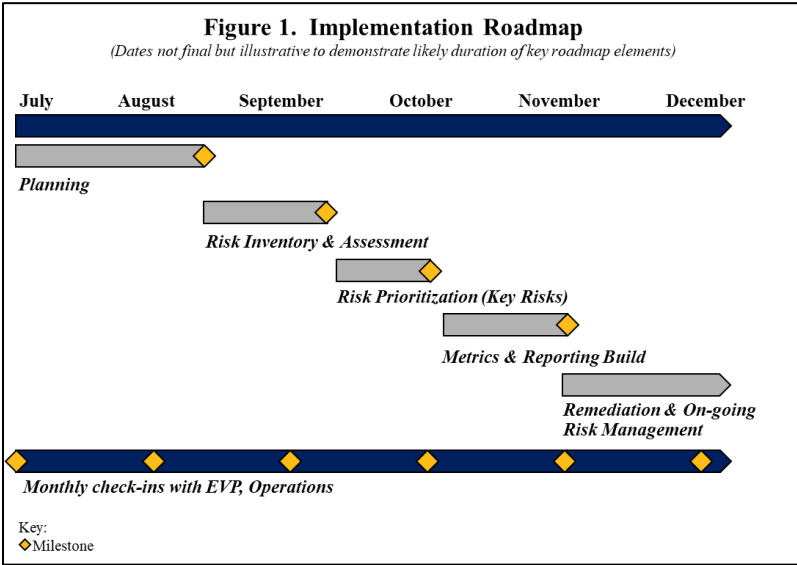 Figure 1. Implementation Roadmap
(Dates not final but illustrative to demonstrate likely duration of key roadmap elements)
July August September October November December
Planning
Risk Inventory & Assessment
Risk Prioritization (Key Risks)
Metrics & Reporting Build
Remediation & On-going
Risk Management
Monthly check-ins with EVP, Operations
Key:
Milestone